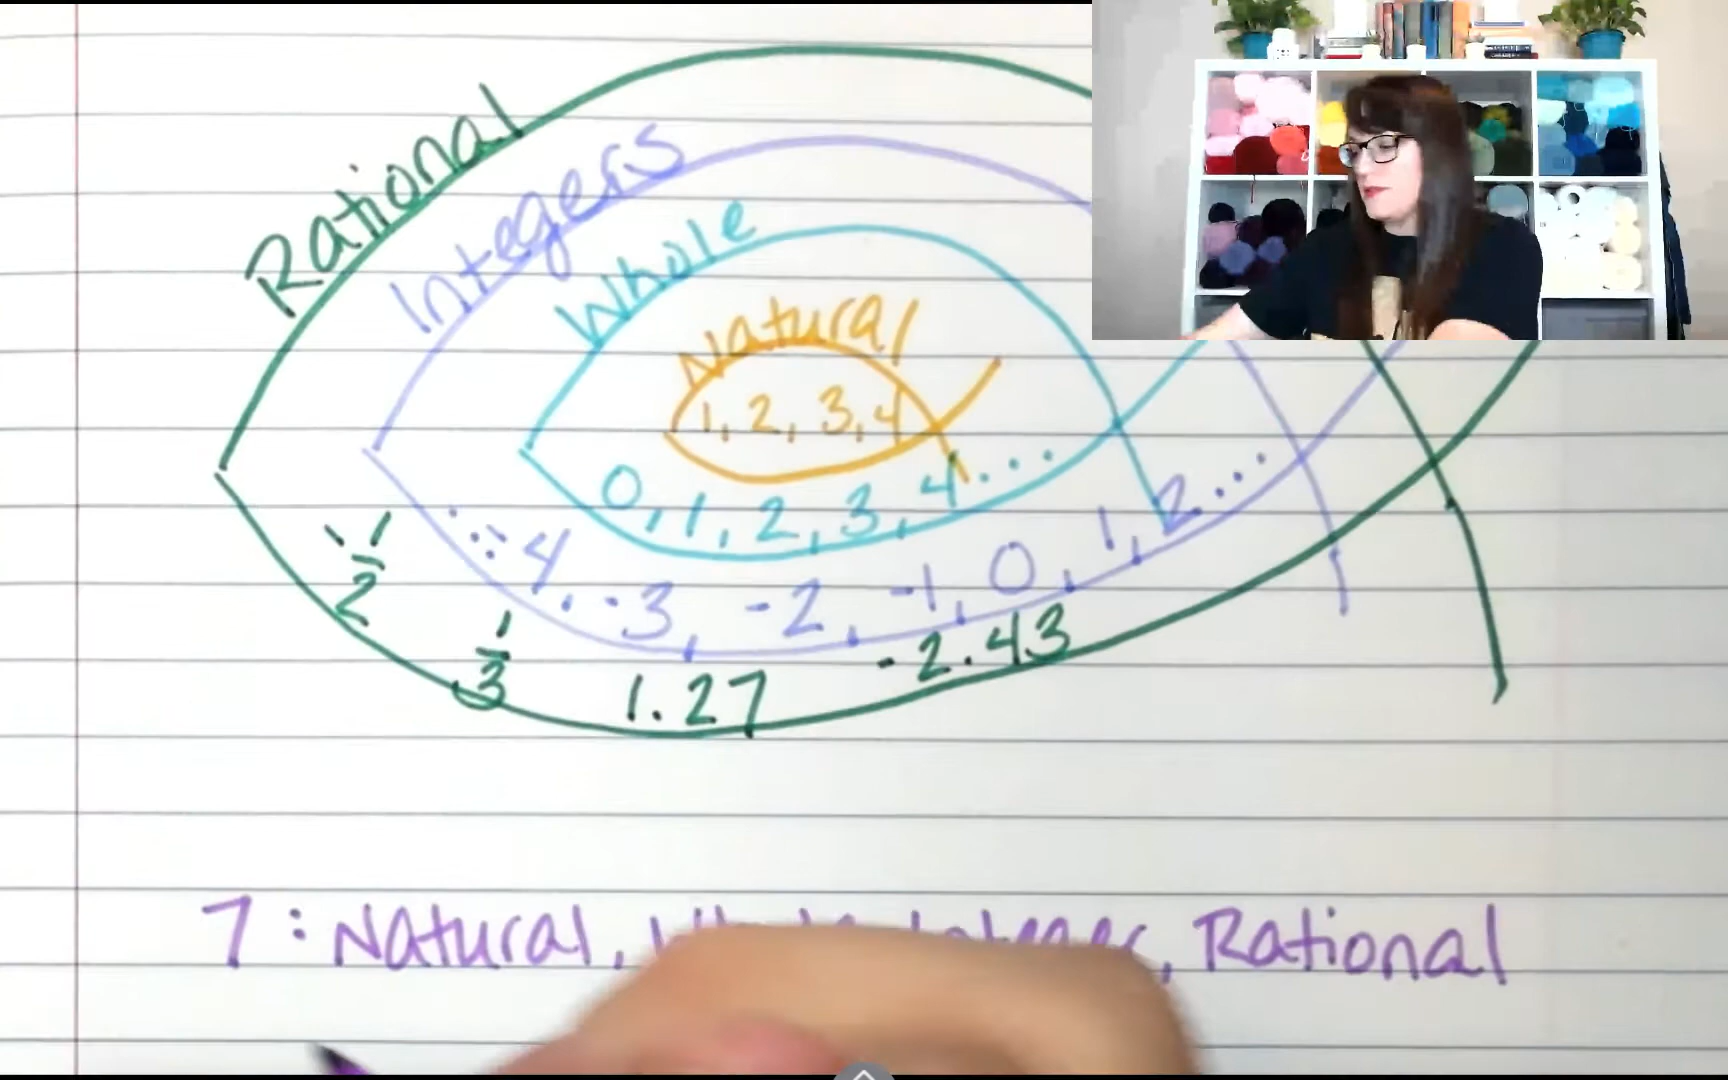 Rational
Integers
Whole
Natural
1, 2, 3, 4
0, 1, 2, 3, 4...
...-4, -3, -2, -1, 0, 1, 2...
1/2
1/3
1.27
-2.43
7: Natural, Integer, Rational